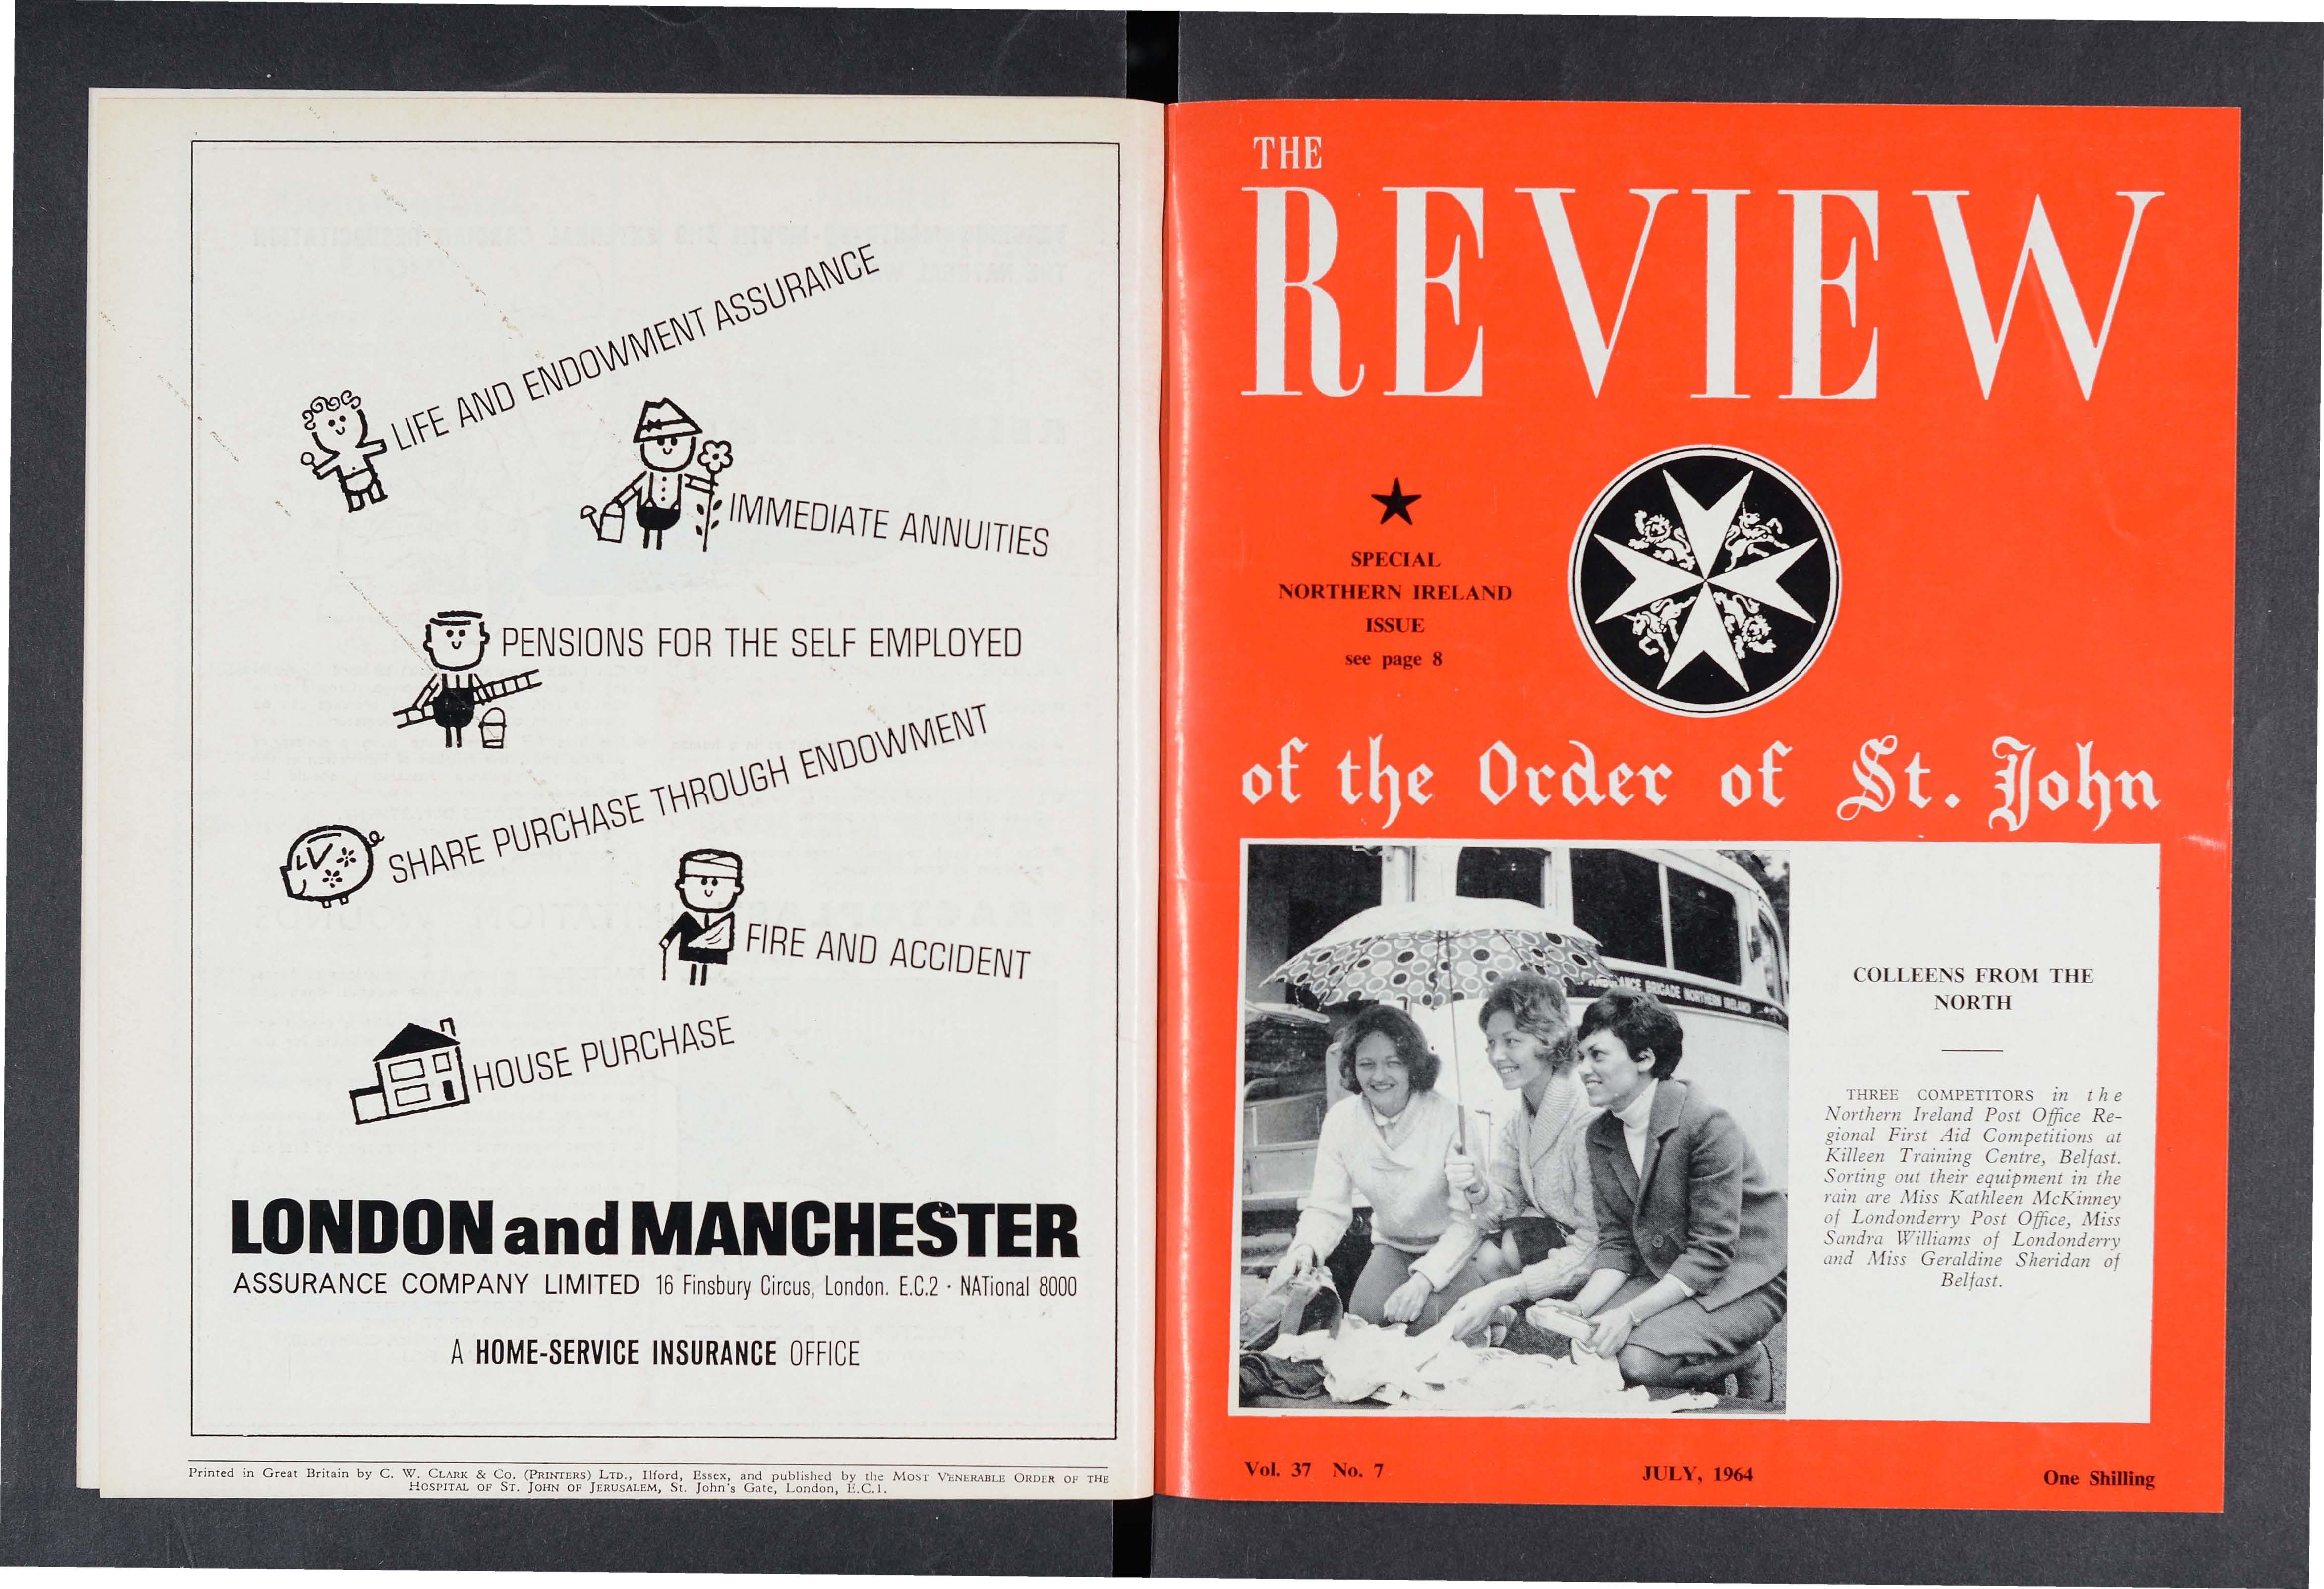 LIFE AND ENDOWMENT ASSURANCE
IMMEDIATE ANNUITIES
PENSIONS FOR THE SELF EMPLOYED
SHARE PURCHASE THROUGH ENDOWMENT
FIRE AND ACCIDENT
HOUSE PURCHASE
LONDON and MANCHESTER
ASSURANCE COMPANY LIMITED 16 Finsbury Circus, London. E.C.2 · NATional 8000
A HOME-SERVICE INSURANCE OFFICE
Printed in Great Britain by C. W. CLARK & CO. (PRINTERS) LTD., Ilford, Essex, and published by the MOST VENERABLE ORDER OF THE
HOSPITAL OF ST. JOHN OF JERUSALEM, St. John's Gate, London, E.C.1.
THE
REVIEW
SPECIAL
NORTHERN IRELAND
ISSUE
see page 8
of the Order of St. John
BRIGADE NORTHERN IRELAND
COLLEENS FROM THE
NORTH
THREE COMPETITORS in the
Northern Ireland Post Office Re-
gional First Aid Competitions at
Killeen Training Centre, Belfast.
Sorting out their equipment in the
rain are Miss Kathleen McKinney
of Londonderry Post Office, Miss
Sandra Williams of Londonderry
and Miss Geraldine Sheridan of
Belfast.
Vol. 37 No. 7
JULY, 1964
One Shilling